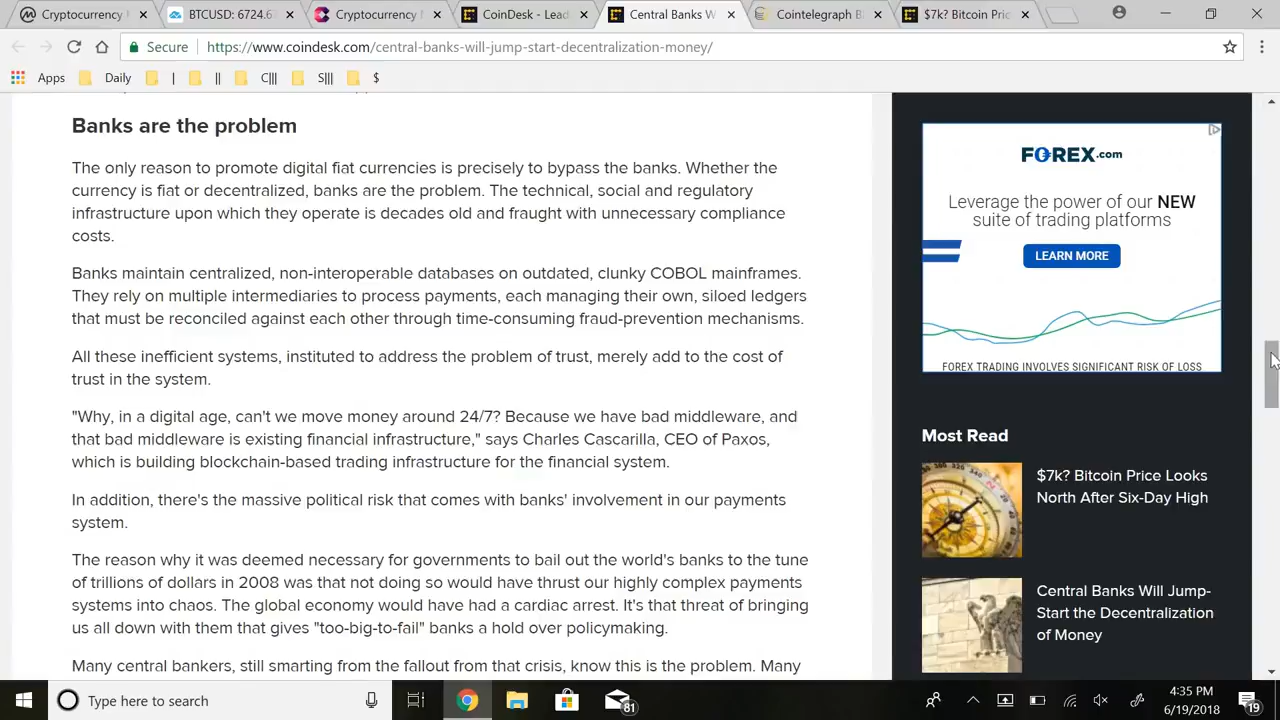 Cryptocurrency M
BTCUSD: 6724.6
Cryptocurrency N
CoinDesk - Lead
Central Banks W
Cointelegraph B
$7k? Bitcoin Pric
Secure
https://www.coindesk.com/central-banks-will-jump-start-decentralization-money/
Apps
Daily
|
||
C|||
S|||
$
Banks are the problem
The only reason to promote digital fiat currencies is precisely to bypass the banks. Whether the
currency is fiat or decentralized, banks are the problem. The technical, social and regulatory
infrastructure upon which they operate is decades old and fraught with unnecessary compliance
costs.
Banks maintain centralized, non-interoperable databases on outdated, clunky COBOL mainframes.
They rely on multiple intermediaries to process payments, each managing their own, siloed ledgers
that must be reconciled against each other through time-consuming fraud-prevention mechanisms.
All these inefficient systems, instituted to address the problem of trust, merely add to the cost of
trust in the system.
"Why, in a digital age, can't we move money around 24/7? Because we have bad middleware, and
that bad middleware is existing financial infrastructure," says Charles Cascarilla, CEO of Paxos,
which is building blockchain-based trading infrastructure for the financial system.
In addition, there's the massive political risk that comes with banks' involvement in our payments
system.
The reason why it was deemed necessary for governments to bail out the world's banks to the tune
of trillions of dollars in 2008 was that not doing so would have thrust our highly complex payments
systems into chaos. The global economy would have had a cardiac arrest. It's that threat of bringing
us all down with them that gives "too-big-to-fail" banks a hold over policymaking.
Many central bankers, still smarting from the fallout from that crisis, know this is the problem. Many
FOREX.com
Leverage the power of our NEW
suite of trading platforms
LEARN MORE
FOREX TRADING INVOLVES SIGNIFICANT RISK OF LOSS
Most Read
$7k? Bitcoin Price Looks
North After Six-Day High
Central Banks Will Jump-
Start the Decentralization
of Money
Type here to search
81
4:35 PM
6/19/2018
19